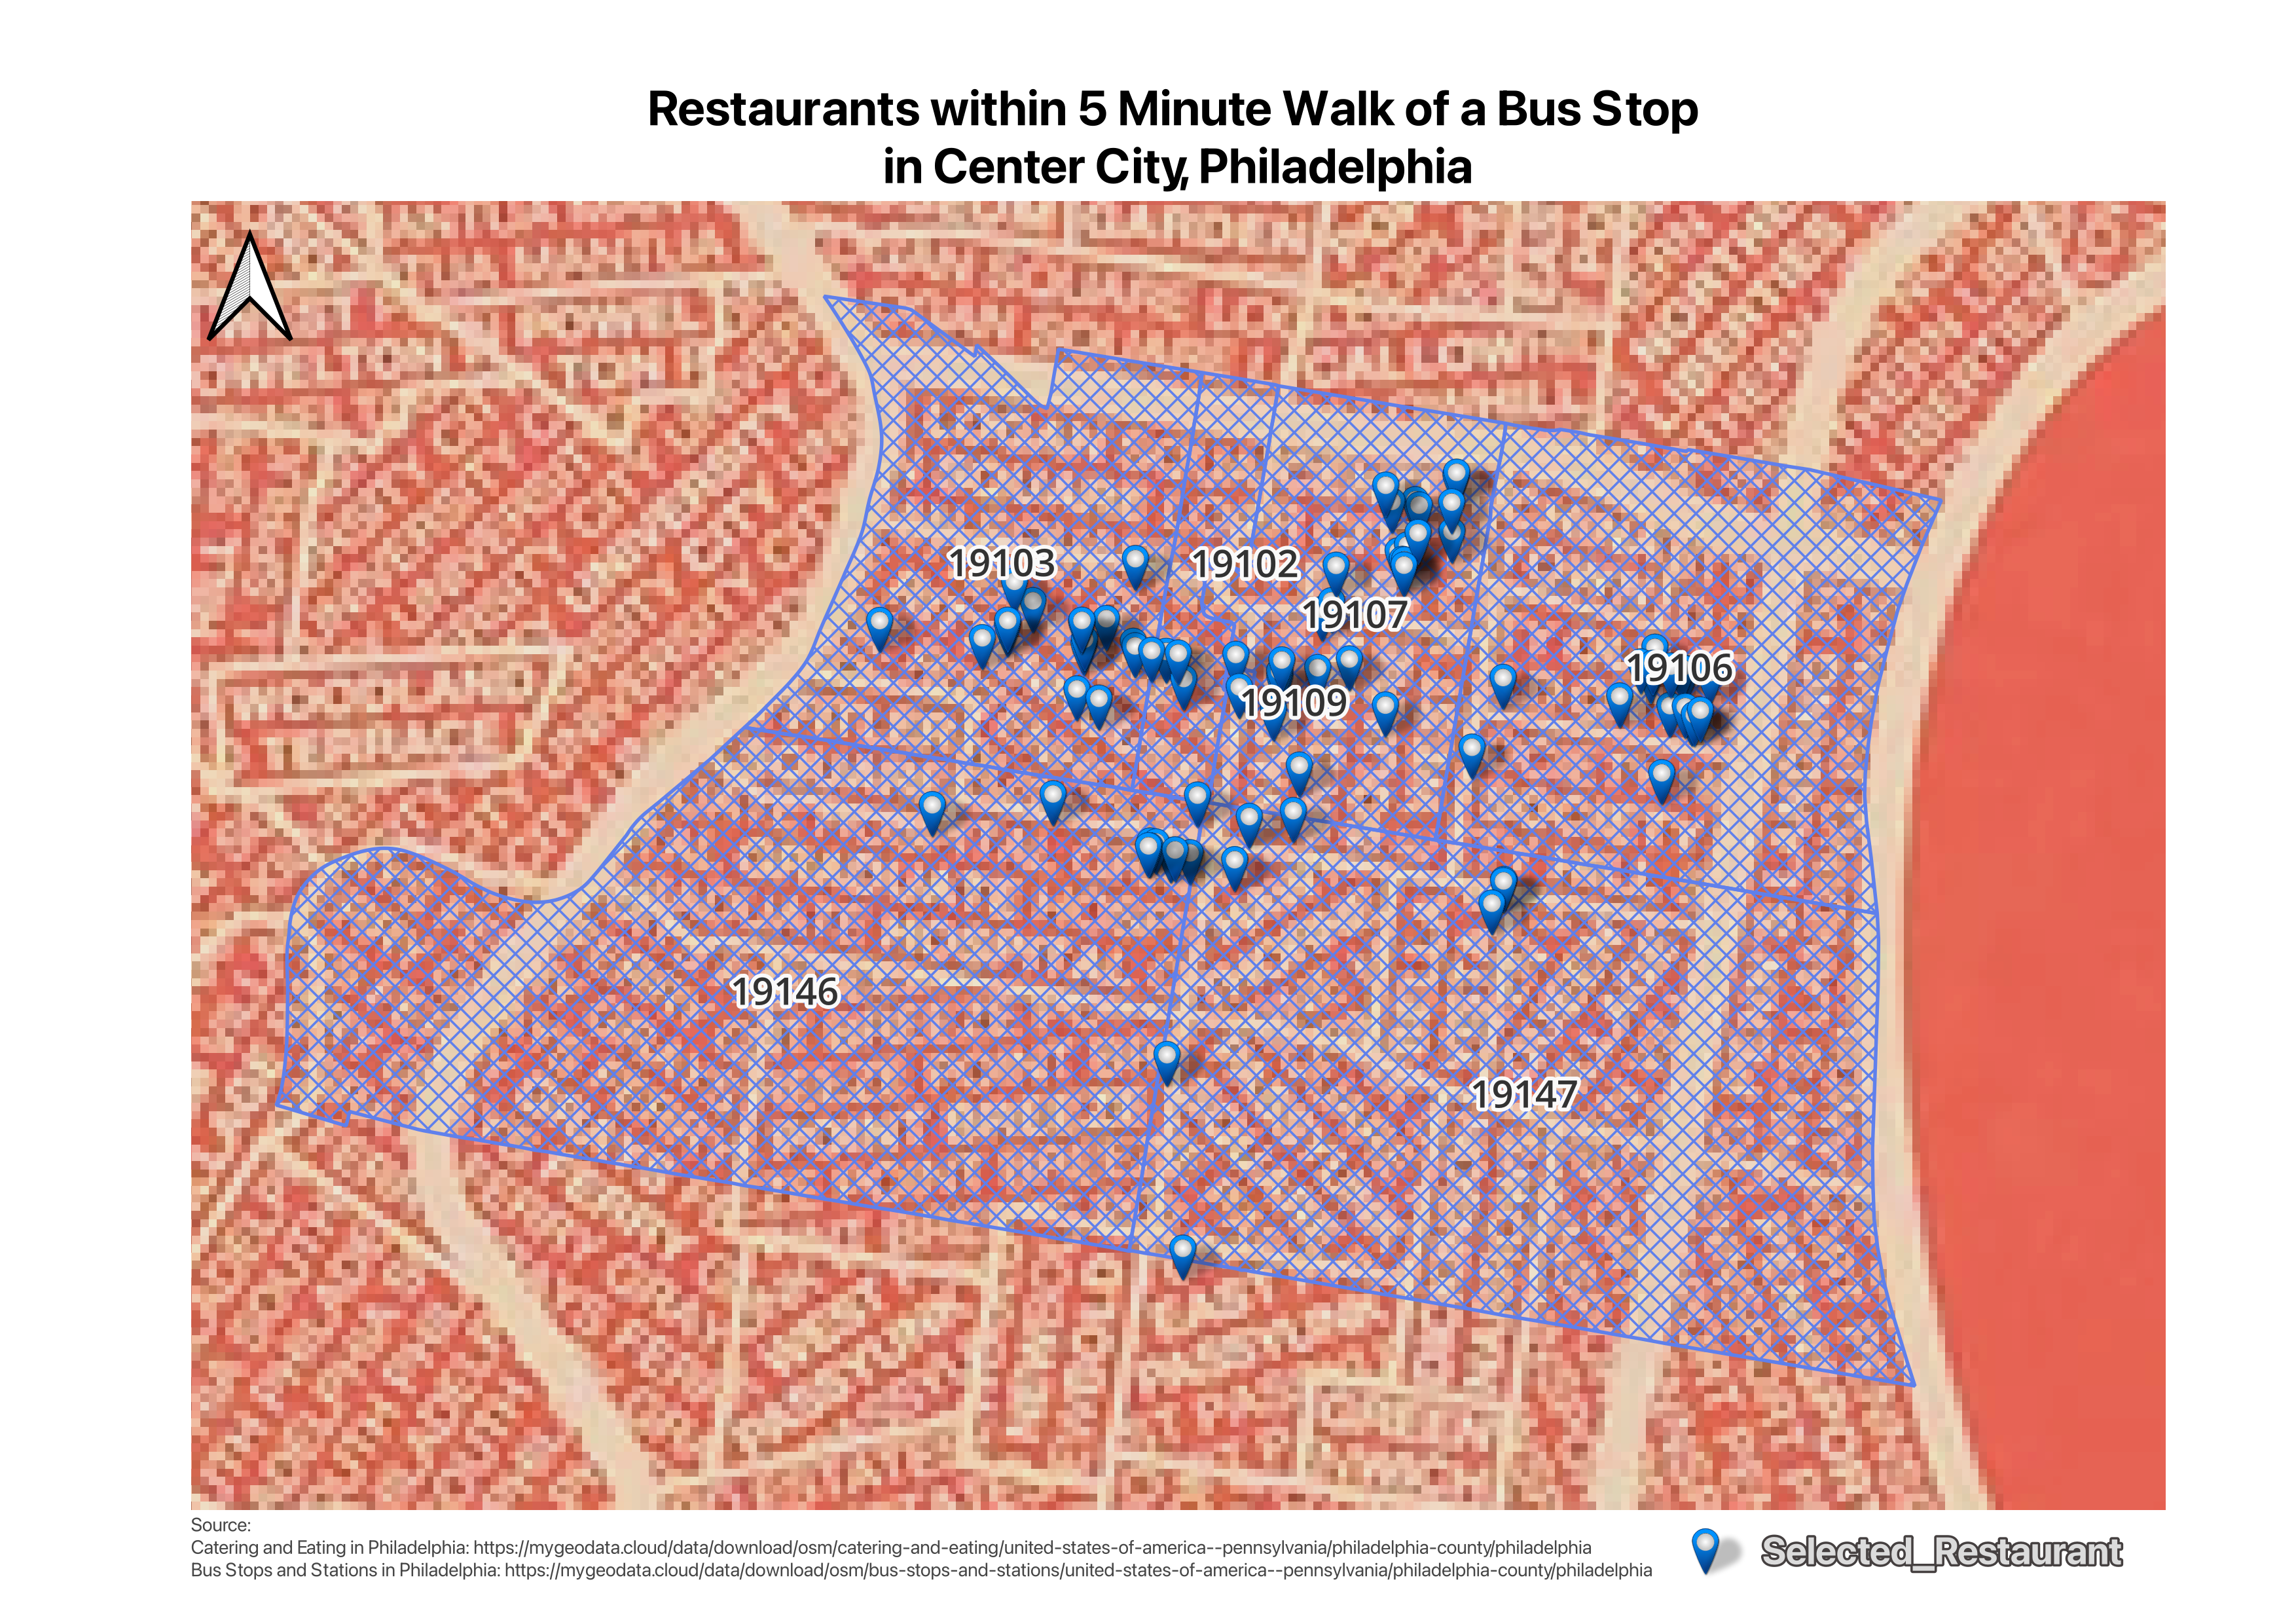 Restaurants within 5 Minute Walk of a Bus Stop
in Center City, Philadelphia
19103
19102
19107
19106
19109
19146
19147
Source:
Catering and Eating in Philadelphia: https://mygeodata.cloud/data/download/osm/catering-and-eating/united-states-of-america--pennsylvania/philadelphia-county/philadelphia
Bus Stops and Stations in Philadelphia: https://mygeodata.cloud/data/download/osm/bus-stops-and-stations/united-states-of-america--pennsylvania/philadelphia-county/philadelphia
Selected_Restaurant